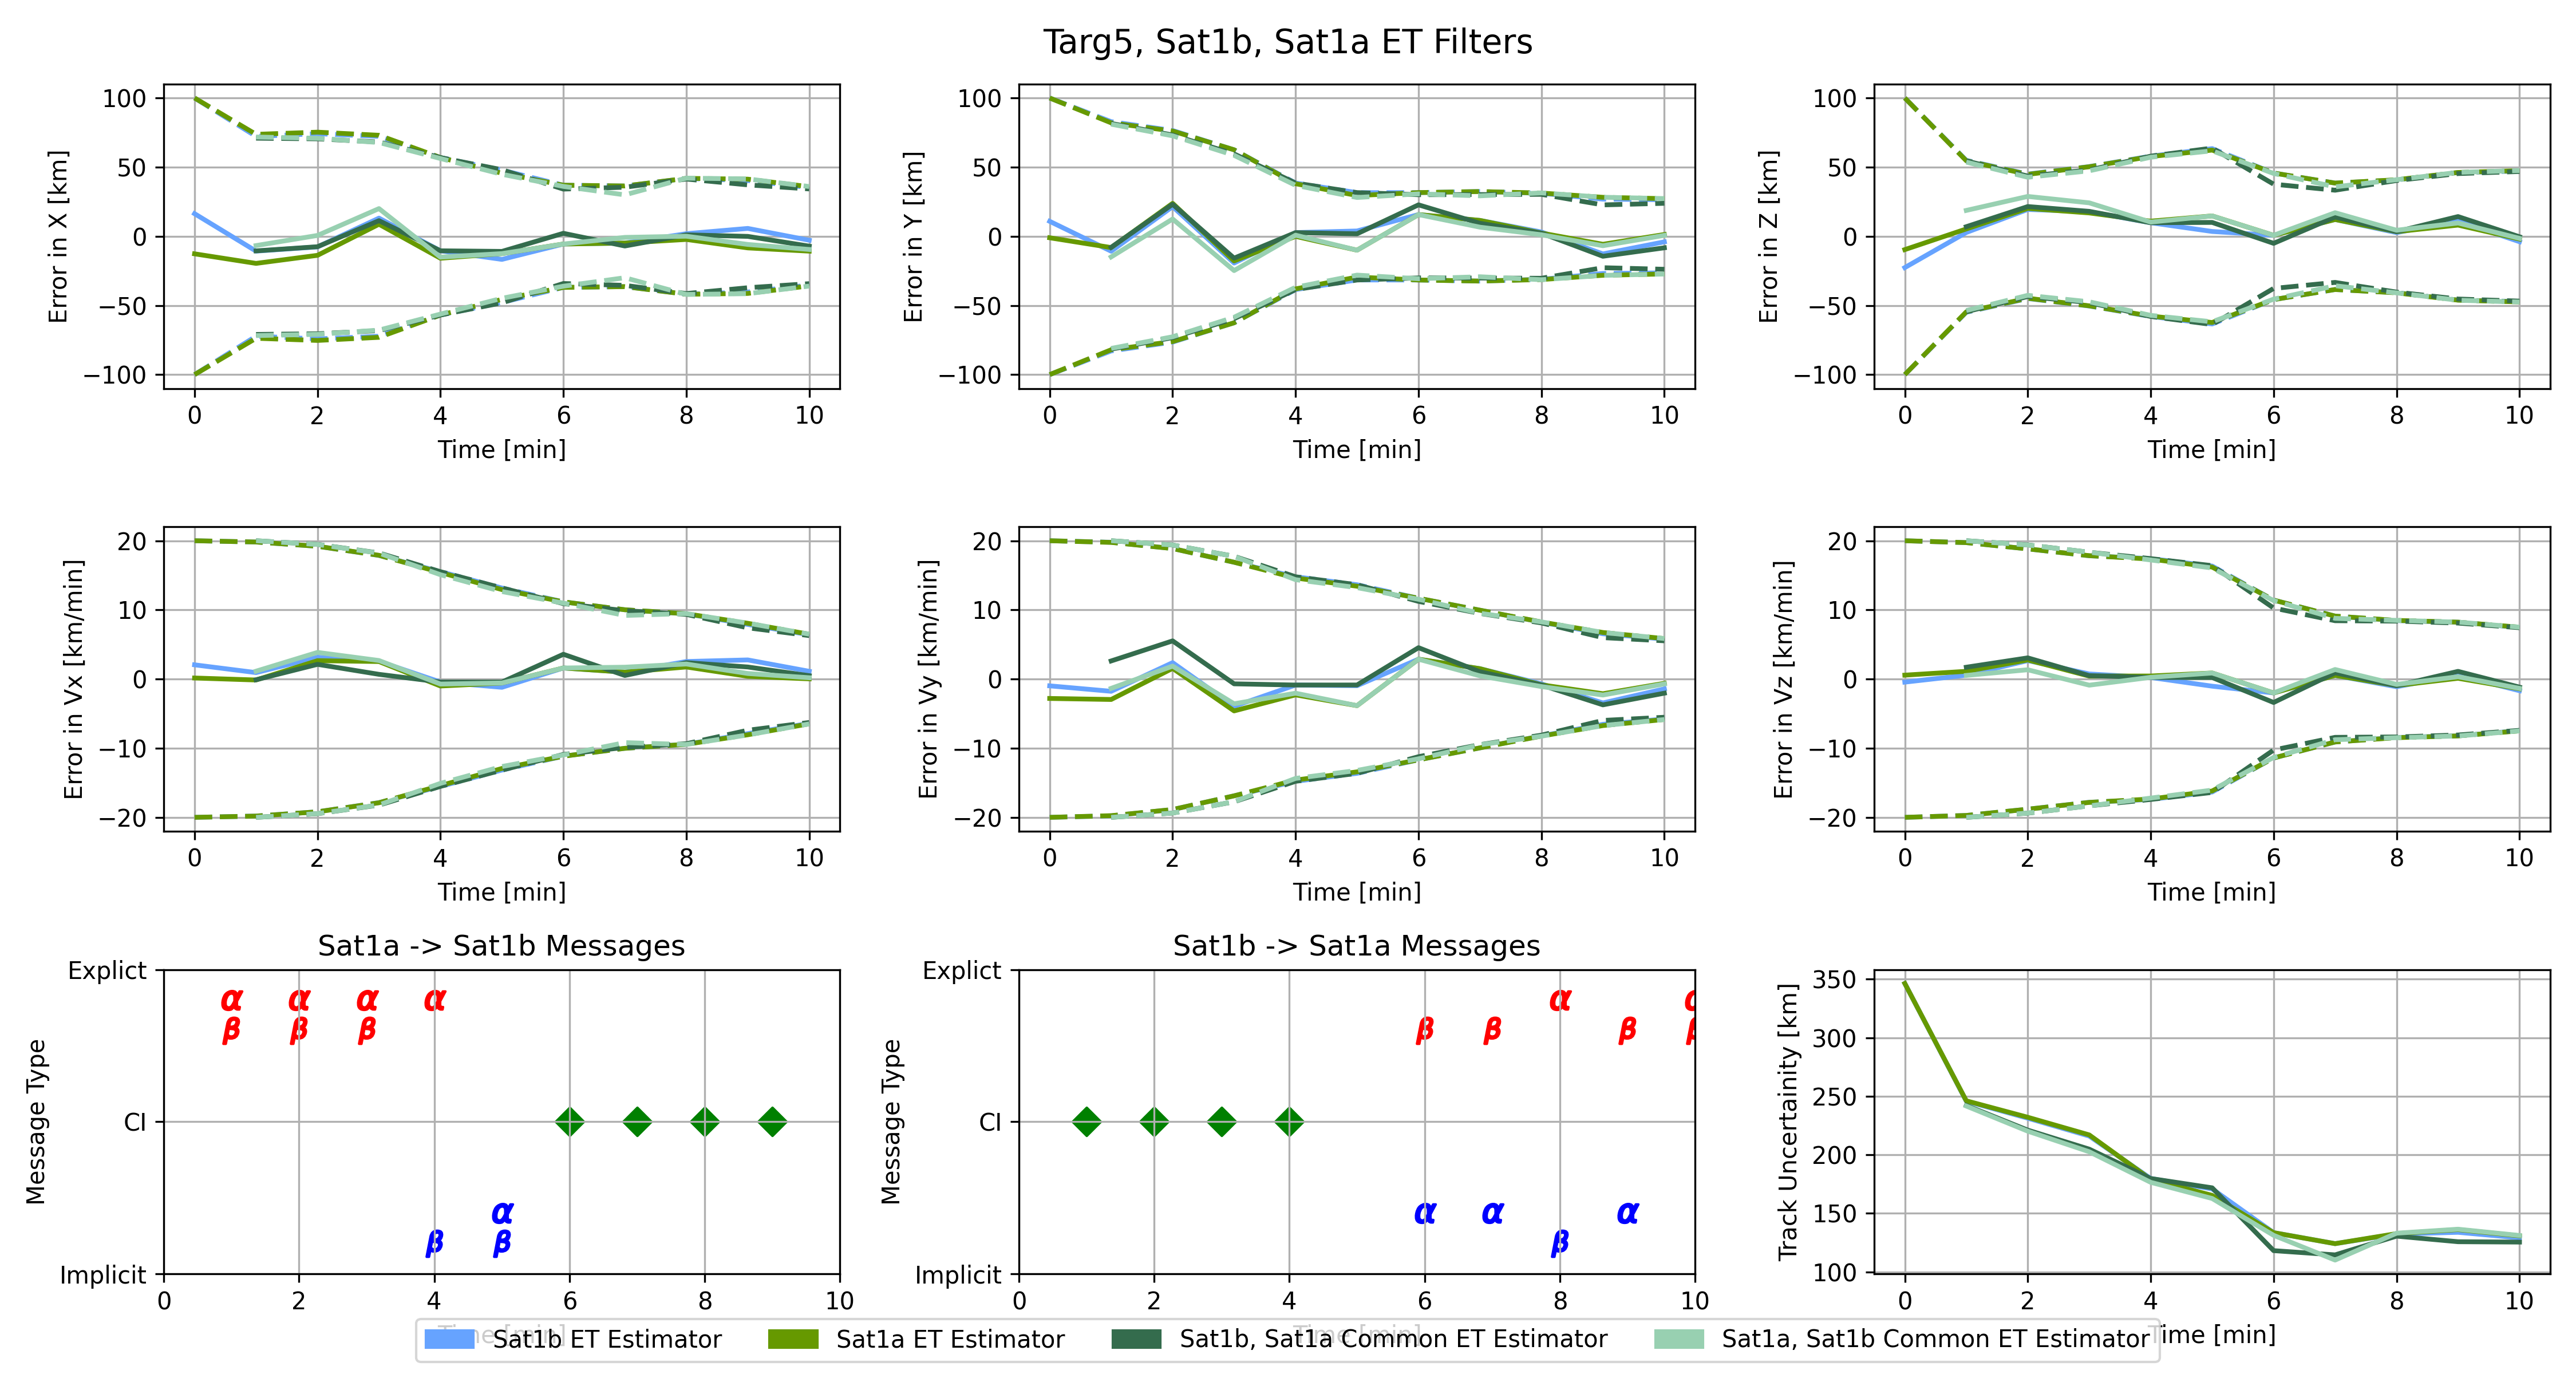 Targ5, Sat1b, Sat1a ET Filters
100
50
0
−50
−100
Error in X [km]
0 2 4 6 8 10
Time [min]
100
50
0
−50
−100
Error in Y [km]
0 2 4 6 8 10
Time [min]
100
50
0
−50
−100
Error in Z [km]
0 2 4 6 8 10
Time [min]
20
10
0
−10
−20
Error in Vx [km/min]
0 2 4 6 8 10
Time [min]
20
10
0
−10
−20
Error in Vy [km/min]
0 2 4 6 8 10
Time [min]
20
10
0
−10
−20
Error in Vz [km/min]
0 2 4 6 8 10
Time [min]
Sat1a -> Sat1b Messages
Explict
CI
Implicit
Message Type
α α α α
β β β
α
β β
0 2 4 6 8 10
Time [min]
Sat1b -> Sat1a Messages
Explict
CI
Implicit
Message Type
α α
β β β β
α α α
β
0 2 4 6 8 10
Time [min]
350
300
250
200
150
100
Track Uncertainity [km]
0 2 4 6 8 10
Time [min]
Sat1b ET Estimator
Sat1a ET Estimator
Sat1b, Sat1a Common ET Estimator
Sat1a, Sat1b Common ET Estimator